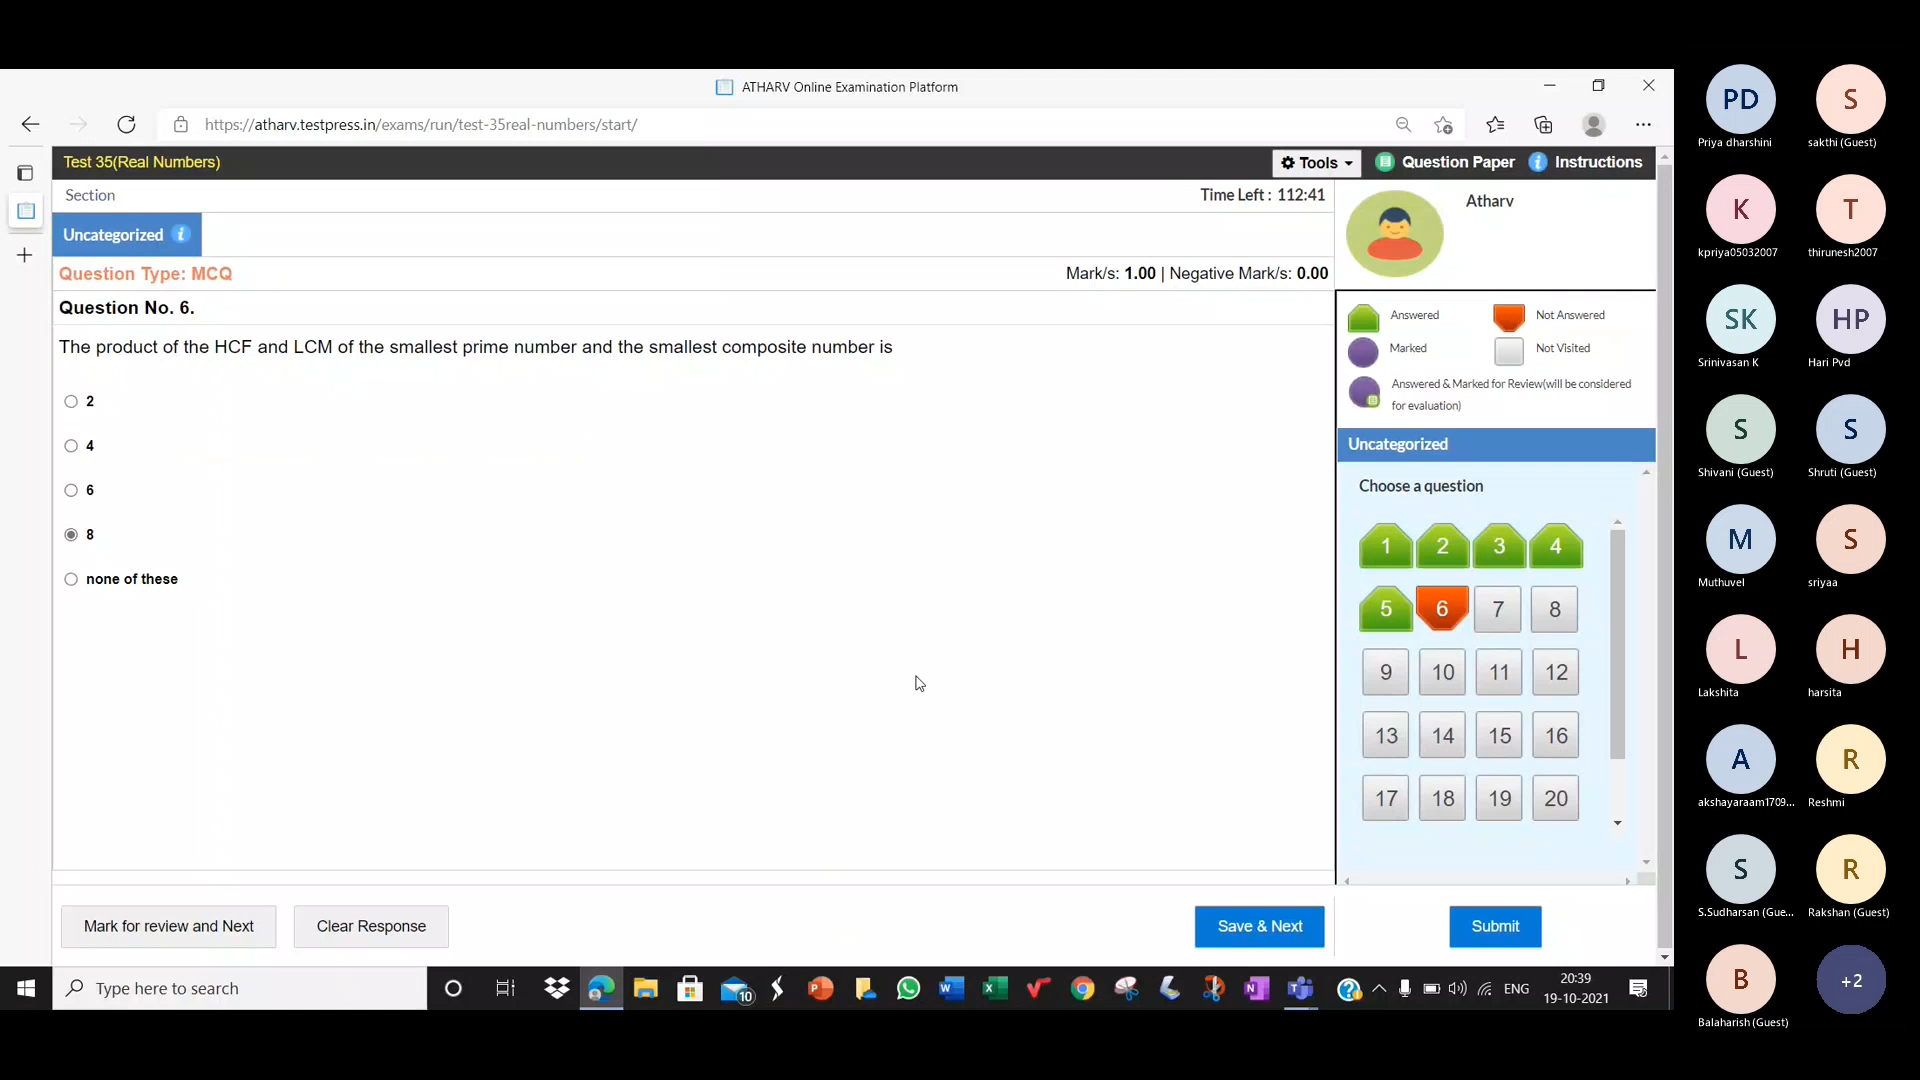 ATHARV Online Examination Platform
https://atharv.testpress.in/exams/run/test-35real-numbers/start/
Test 35(Real Numbers)
Tools
Question Paper
Instructions
Section
Time Left : 112:41
Uncategorized
Question Type: MCQ
Mark/s: 1.00 | Negative Mark/s: 0.00
Question No. 6.
The product of the HCF and LCM of the smallest prime number and the smallest composite number is
2
4
6
8
none of these
Mark for review and Next
Clear Response
Save & Next
Atharv
Answered
Not Answered
Marked
Not Visited
Answered & Marked for Review(will be considered
for evaluation)
Uncategorized
Choose a question
1 2 3 4
5 6 7 8
9 10 11 12
13 14 15 16
17 18 19 20
Submit
Type here to search
10
ENG
20:39
19-10-2021
PD
Priya dharshini
S
sakthi (Guest)
K
kpriya05032007
T
thirunesh2007
SK
Srinivasan K
HP
Hari Pvd
S
Shivani (Guest)
S
Shruti (Guest)
M
Muthuvel
S
sriyaa
L
Lakshita
H
harsita
A
akshayaraam1709...
R
Reshmi
S
S.Sudharsan (Gue...
R
Rakshan (Guest)
B
Balaharish (Guest)
+2